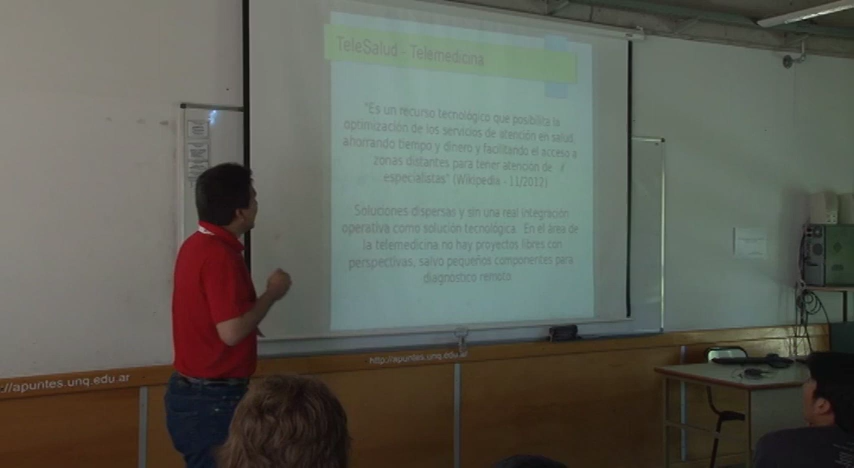 TeleSalud - Telemedicina
"Es un recurso tecnológico que posibilita la
optimización de los servicios de atención en salud,
ahorrando tiempo y dinero y facilitando el acceso a
zonas distantes para tener atención de
especialistas" (Wikipedia - 11/2012)
Soluciones dispersas y sin una real integración
operativa como solución tecnológica. En el área de
la telemedicina no hay proyectos libres con
perspectivas, salvo pequeños componentes para
diagnóstico remoto
http://apuntes.unq.edu.ar
://apuntes.unq.edu.ar